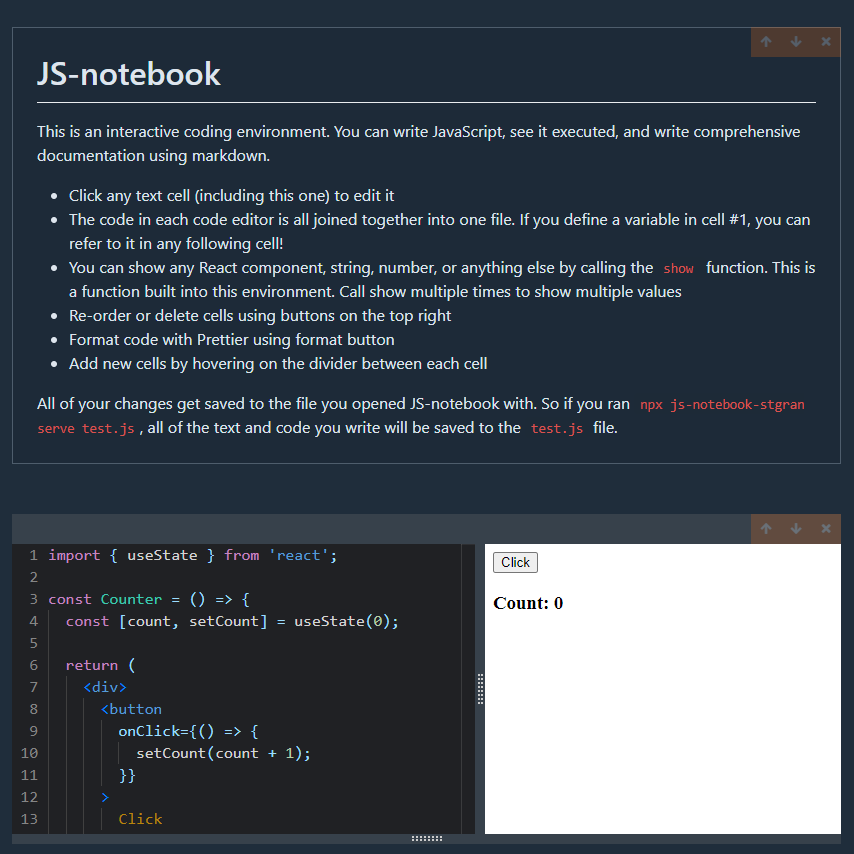 JS-notebook
This is an interactive coding environment. You can write JavaScript, see it executed, and write comprehensive
documentation using markdown.
Click any text cell (including this one) to edit it
The code in each code editor is all joined together into one file. If you define a variable in cell #1, you can
refer to it in any following cell!
You can show any React component, string, number, or anything else by calling the show function. This is
a function built into this environment. Call show multiple times to show multiple values
Re-order or delete cells using buttons on the top right
Format code with Prettier using format button
Add new cells by hovering on the divider between each cell
All of your changes get saved to the file you opened JS-notebook with. So if you ran npx js-notebook-stgran
serve test.js , all of the text and code you write will be saved to the test.js file.
1 import { useState } from 'react';
2
3 const Counter = () => {
4 const [count, setCount] = useState(0);
5
6 return (
7 <div>
8 <button
9 onClick={() => {
10 setCount(count + 1);
11 }}
12 >
13 Click
Click
Count: 0